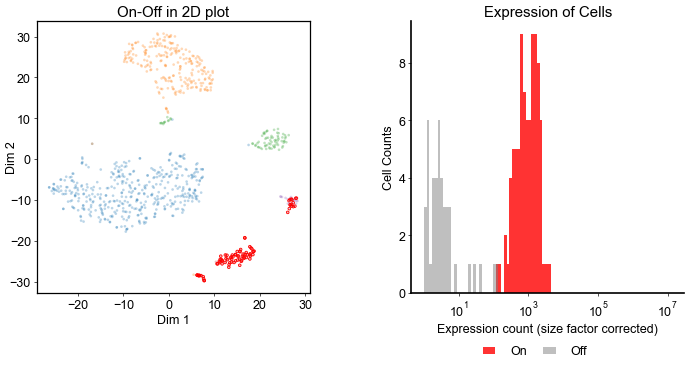 On-Off in 2D plot
Dim 2
30
20
10
0
−10
−20
−30
−20 −10 0 10 20 30
Dim 1
Expression of Cells
Cell Counts
8
6
4
2
0
10^1 10^3 10^5 10^7
Expression count (size factor corrected)
On Off